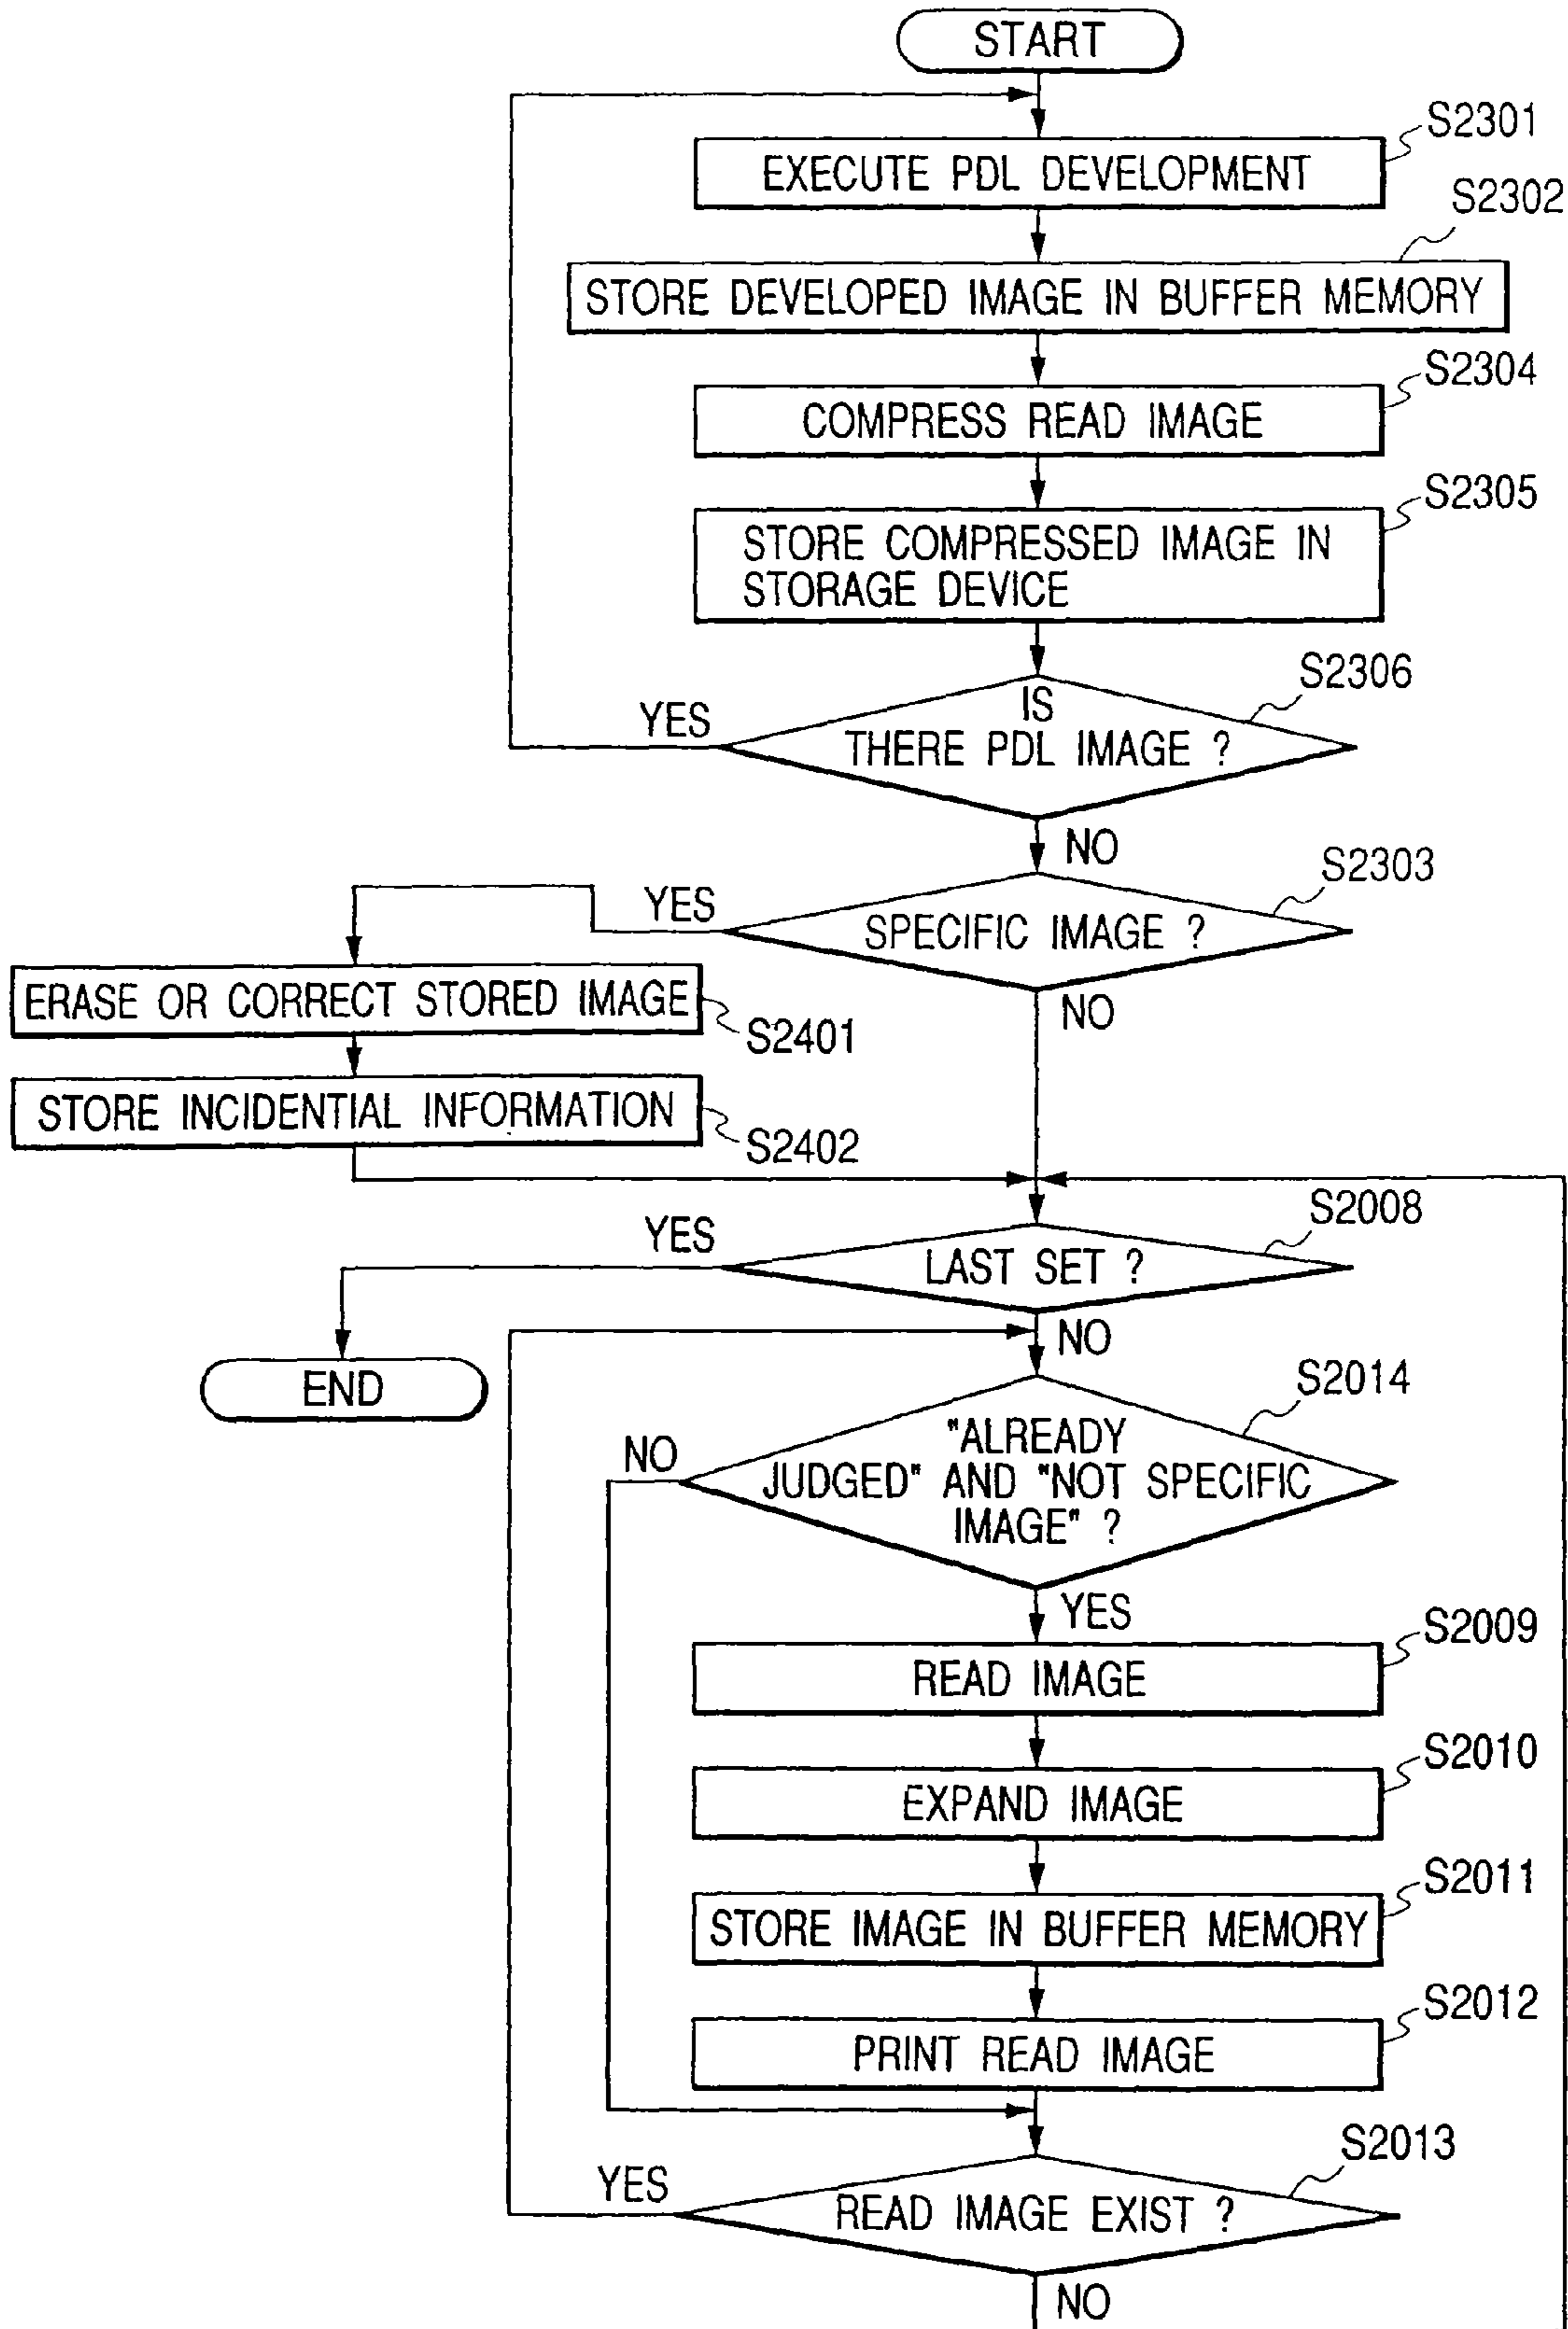 START
S2301
EXECUTE PDL DEVELOPMENT
S2302
STORE DEVELOPED IMAGE IN BUFFER MEMORY
S2304
COMPRESS READ IMAGE
S2305
STORE COMPRESSED IMAGE IN
STORAGE DEVICE
S2306
YES
IS
THERE PDL IMAGE ?
NO
S2303
YES
SPECIFIC IMAGE ?
NO
ERASE OR CORRECT STORED IMAGE
S2401
STORE INCIDENTIAL INFORMATION
S2402
S2008
YES
LAST SET ?
NO
END
S2014
NO
"ALREADY
JUDGED" AND "NOT SPECIFIC
IMAGE" ?
YES
S2009
READ IMAGE
S2010
EXPAND IMAGE
S2011
STORE IMAGE IN BUFFER MEMORY
S2012
PRINT READ IMAGE
S2013
YES
READ IMAGE EXIST ?
NO